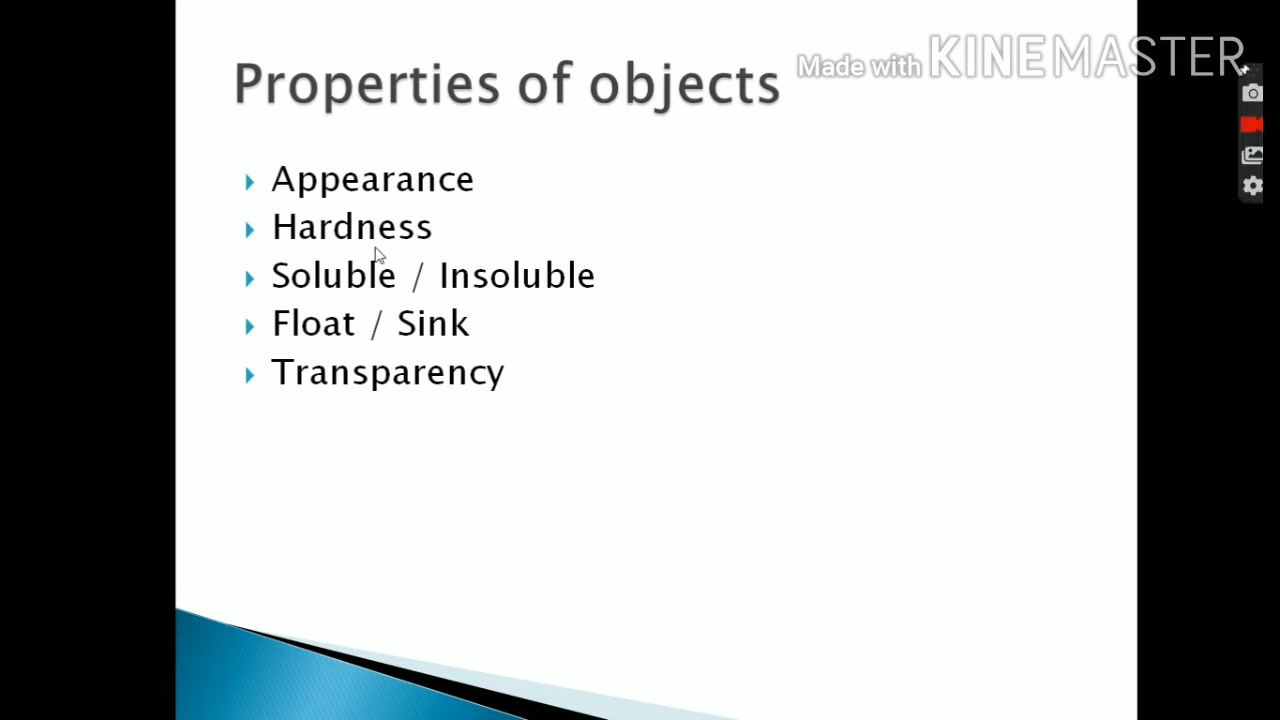 Made with KINEMASTER
Properties of objects
Appearance
Hardness
Soluble / Insoluble
Float / Sink
Transparency